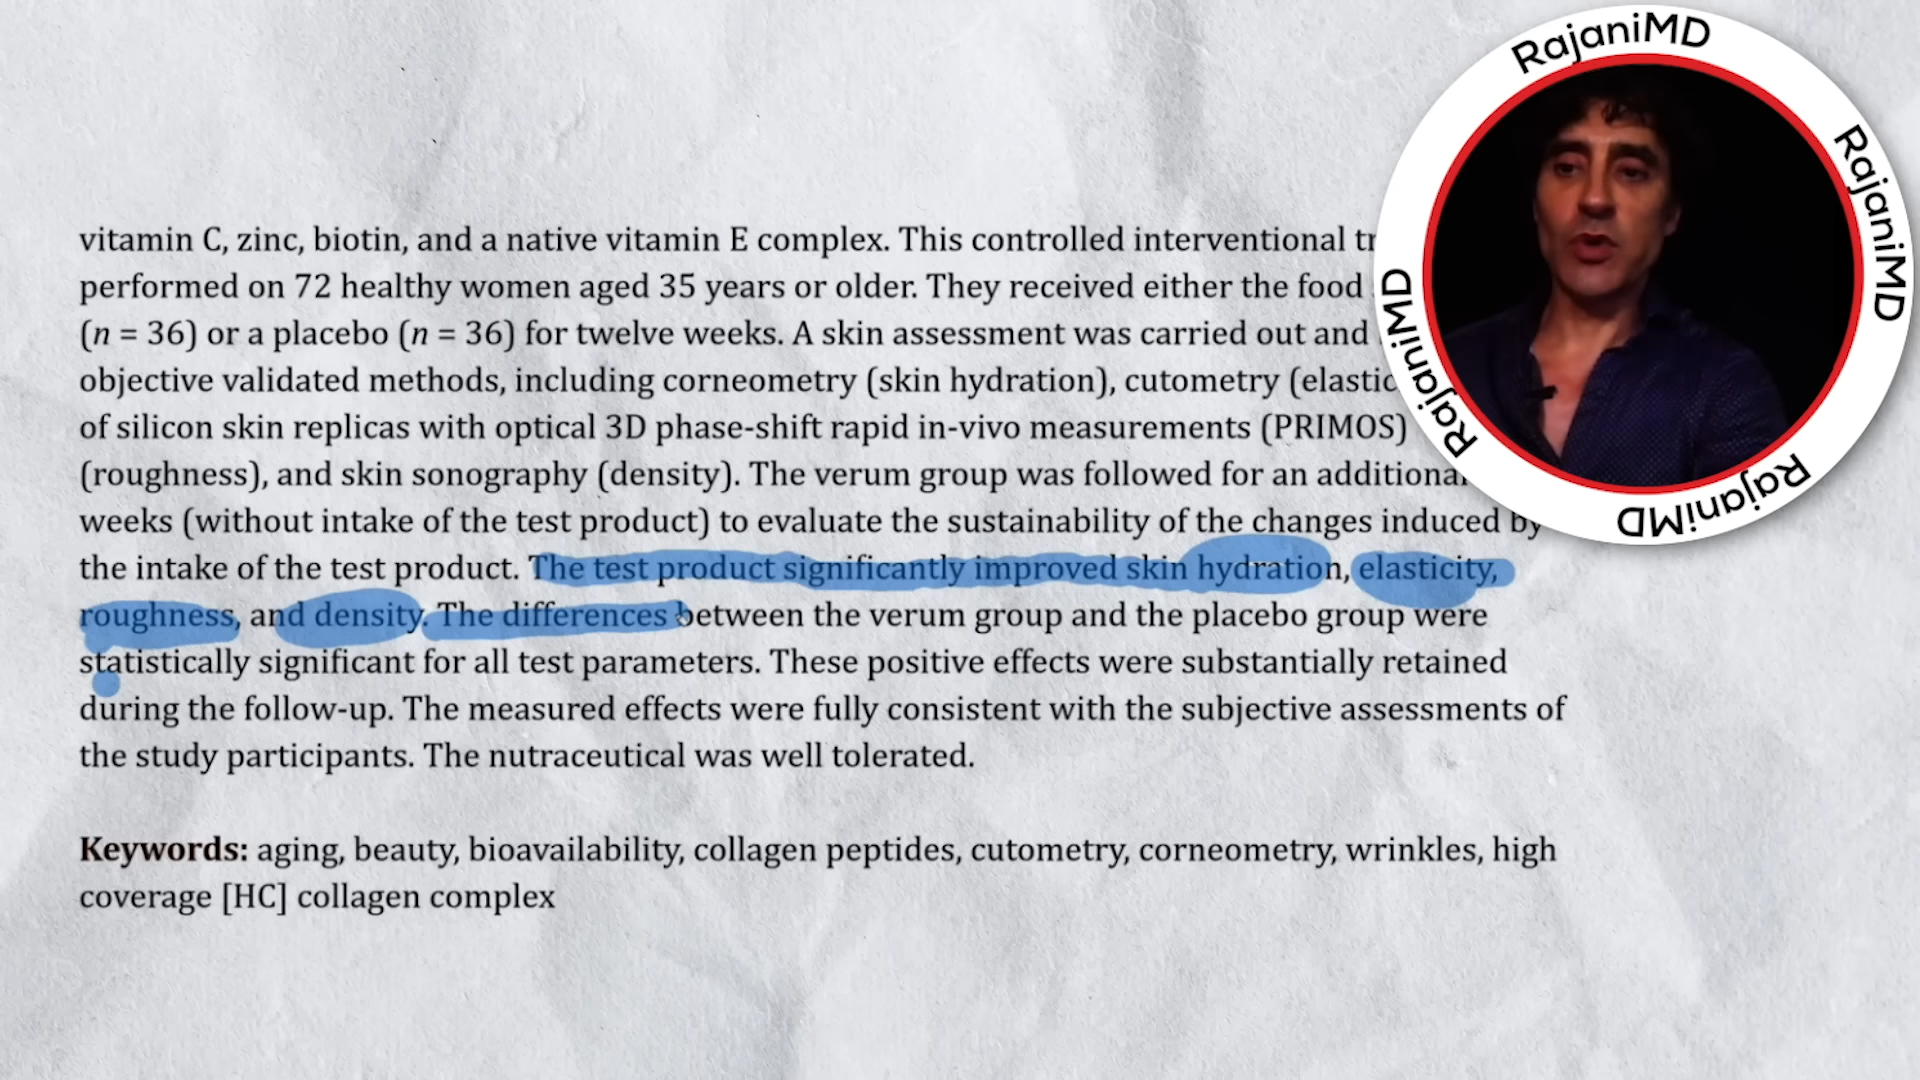 vitamin C, zinc, biotin, and a native vitamin E complex. This controlled interventional
performed on 72 healthy women aged 35 years or older. They received either the food
(n = 36) or a placebo (n = 36) for twelve weeks. A skin assessment was carried out and
objective validated methods, including corneometry (skin hydration), cutometry
of silicon skin replicas with optical 3D phase-shift rapid in-vivo measurements (PRIMOS)
(roughness), and skin sonography (density). The verum group was followed for an additional
weeks (without intake of the test product) to evaluate the sustainability of the changes induced by
the intake of the test product. The test product significantly improved skin hydration, elasticity,
roughness, and density. The differences between the verum group and the placebo group were
statistically significant for all test parameters. These positive effects were substantially retained
during the follow-up. The measured effects were fully consistent with the subjective assessments of
the study participants. The nutraceutical was well tolerated.
Keywords: aging, beauty, bioavailability, collagen peptides, cutometry, corneometry, wrinkles, high
coverage [HC] collagen complex
RajaniMD
RajaniMD
RajaniMD
RajaniMD